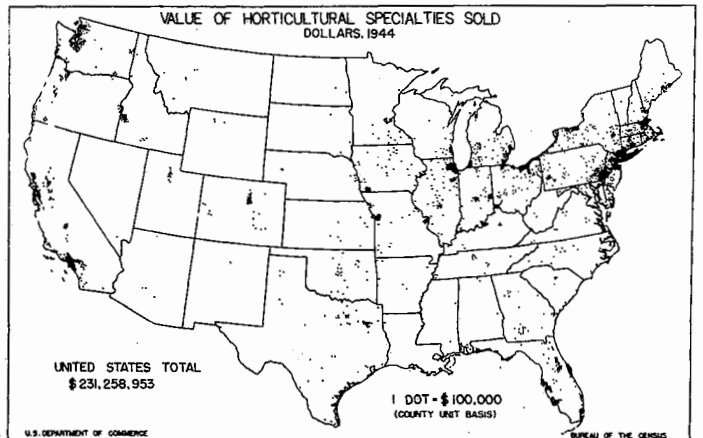 VALUE OF HORTICULTURAL SPECIALTIES SOLD
DOLLARS, 1944
UNITED STATES TOTAL
$231,258,953
1 DOT = $100,000
(COUNTY UNIT BASIS)
U.S. DEPARTMENT OF COMMERCE
BUREAU OF THE CENSUS